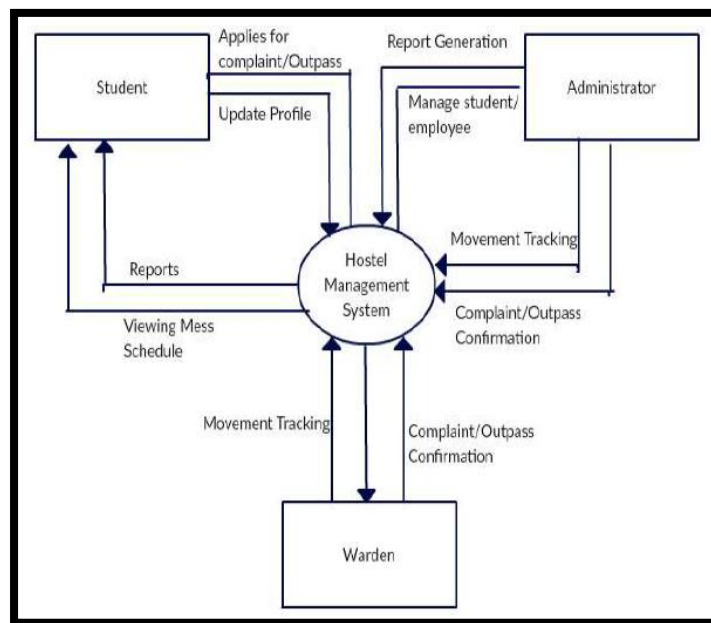 Applies for
complaint/Outpass
Student
Update Profile
Report Generation
Administrator
Manage student/
employee
Hostel
Management
System
Movement Tracking
Reports
Complaint/Outpass
Confirmation
Viewing Mess
Schedule
Movement Tracking
Complaint/Outpass
Confirmation
Warden